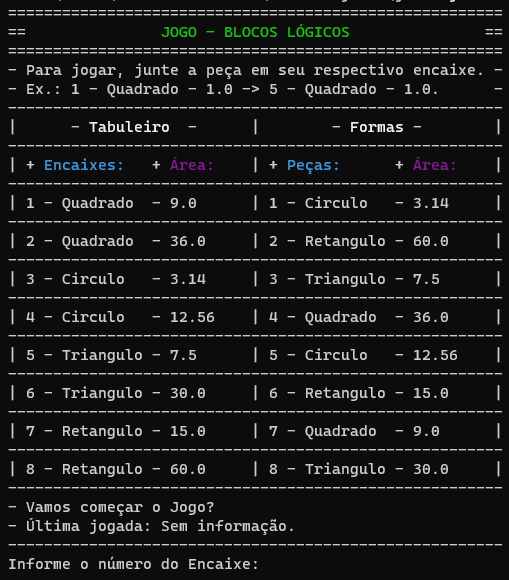 ========================================================
==               JOGO - BLOCOS LÓGICOS               ==
========================================================
- Para jogar, junte a peça em seu respectivo encaixe. -
- Ex.: 1 - Quadrado - 1.0 -> 5 - Quadrado - 1.0.      -
-------------------------------------------------------
|      - Tabuleiro  -      |        - Formas -        |
-------------------------------------------------------
| + Encaixes:   + Área:    | + Peças:      + Área:    |
-------------------------------------------------------
| 1 - Quadrado  - 9.0      | 1 - Circulo   - 3.14     |
-------------------------------------------------------
| 2 - Quadrado  - 36.0     | 2 - Retangulo - 60.0     |
-------------------------------------------------------
| 3 - Circulo   - 3.14     | 3 - Triangulo - 7.5      |
-------------------------------------------------------
| 4 - Circulo   - 12.56    | 4 - Quadrado  - 36.0     |
-------------------------------------------------------
| 5 - Triangulo - 7.5      | 5 - Circulo   - 12.56    |
-------------------------------------------------------
| 6 - Triangulo - 30.0     | 6 - Retangulo - 15.0     |
-------------------------------------------------------
| 7 - Retangulo - 15.0     | 7 - Quadrado  - 9.0      |
-------------------------------------------------------
| 8 - Retangulo - 60.0     | 8 - Triangulo - 30.0     |
-------------------------------------------------------
- Vamos começar o Jogo?
- Última jogada: Sem informação.
-------------------------------------------------------
Informe o número do Encaixe: